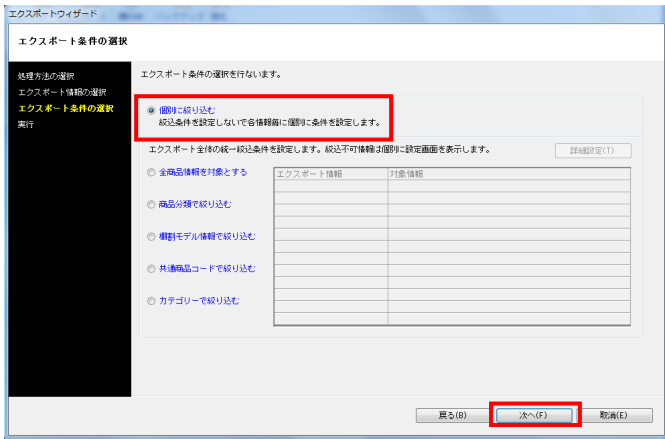 エクスポートウィザード
エクスポート条件の選択
処理方法の選択
エクスポート情報の選択
エクスポート条件の選択
実行
エクスポート条件の選択を行ないます。
個別に絞り込む
絞込条件を設定しないで各情報毎に個別に条件を設定します。
エクスポート全体の統一絞込条件を設定します。絞込不可情報は個別に設定画面を表示します。
詳細設定(T)
全商品情報を対象とする
エクスポート情報 対象情報
商品分類で絞り込む
棚割モデル情報で絞り込む
共通商品コードで絞り込む
カテゴリーで絞り込む
戻る(B) 次へ(F) 取消(E)